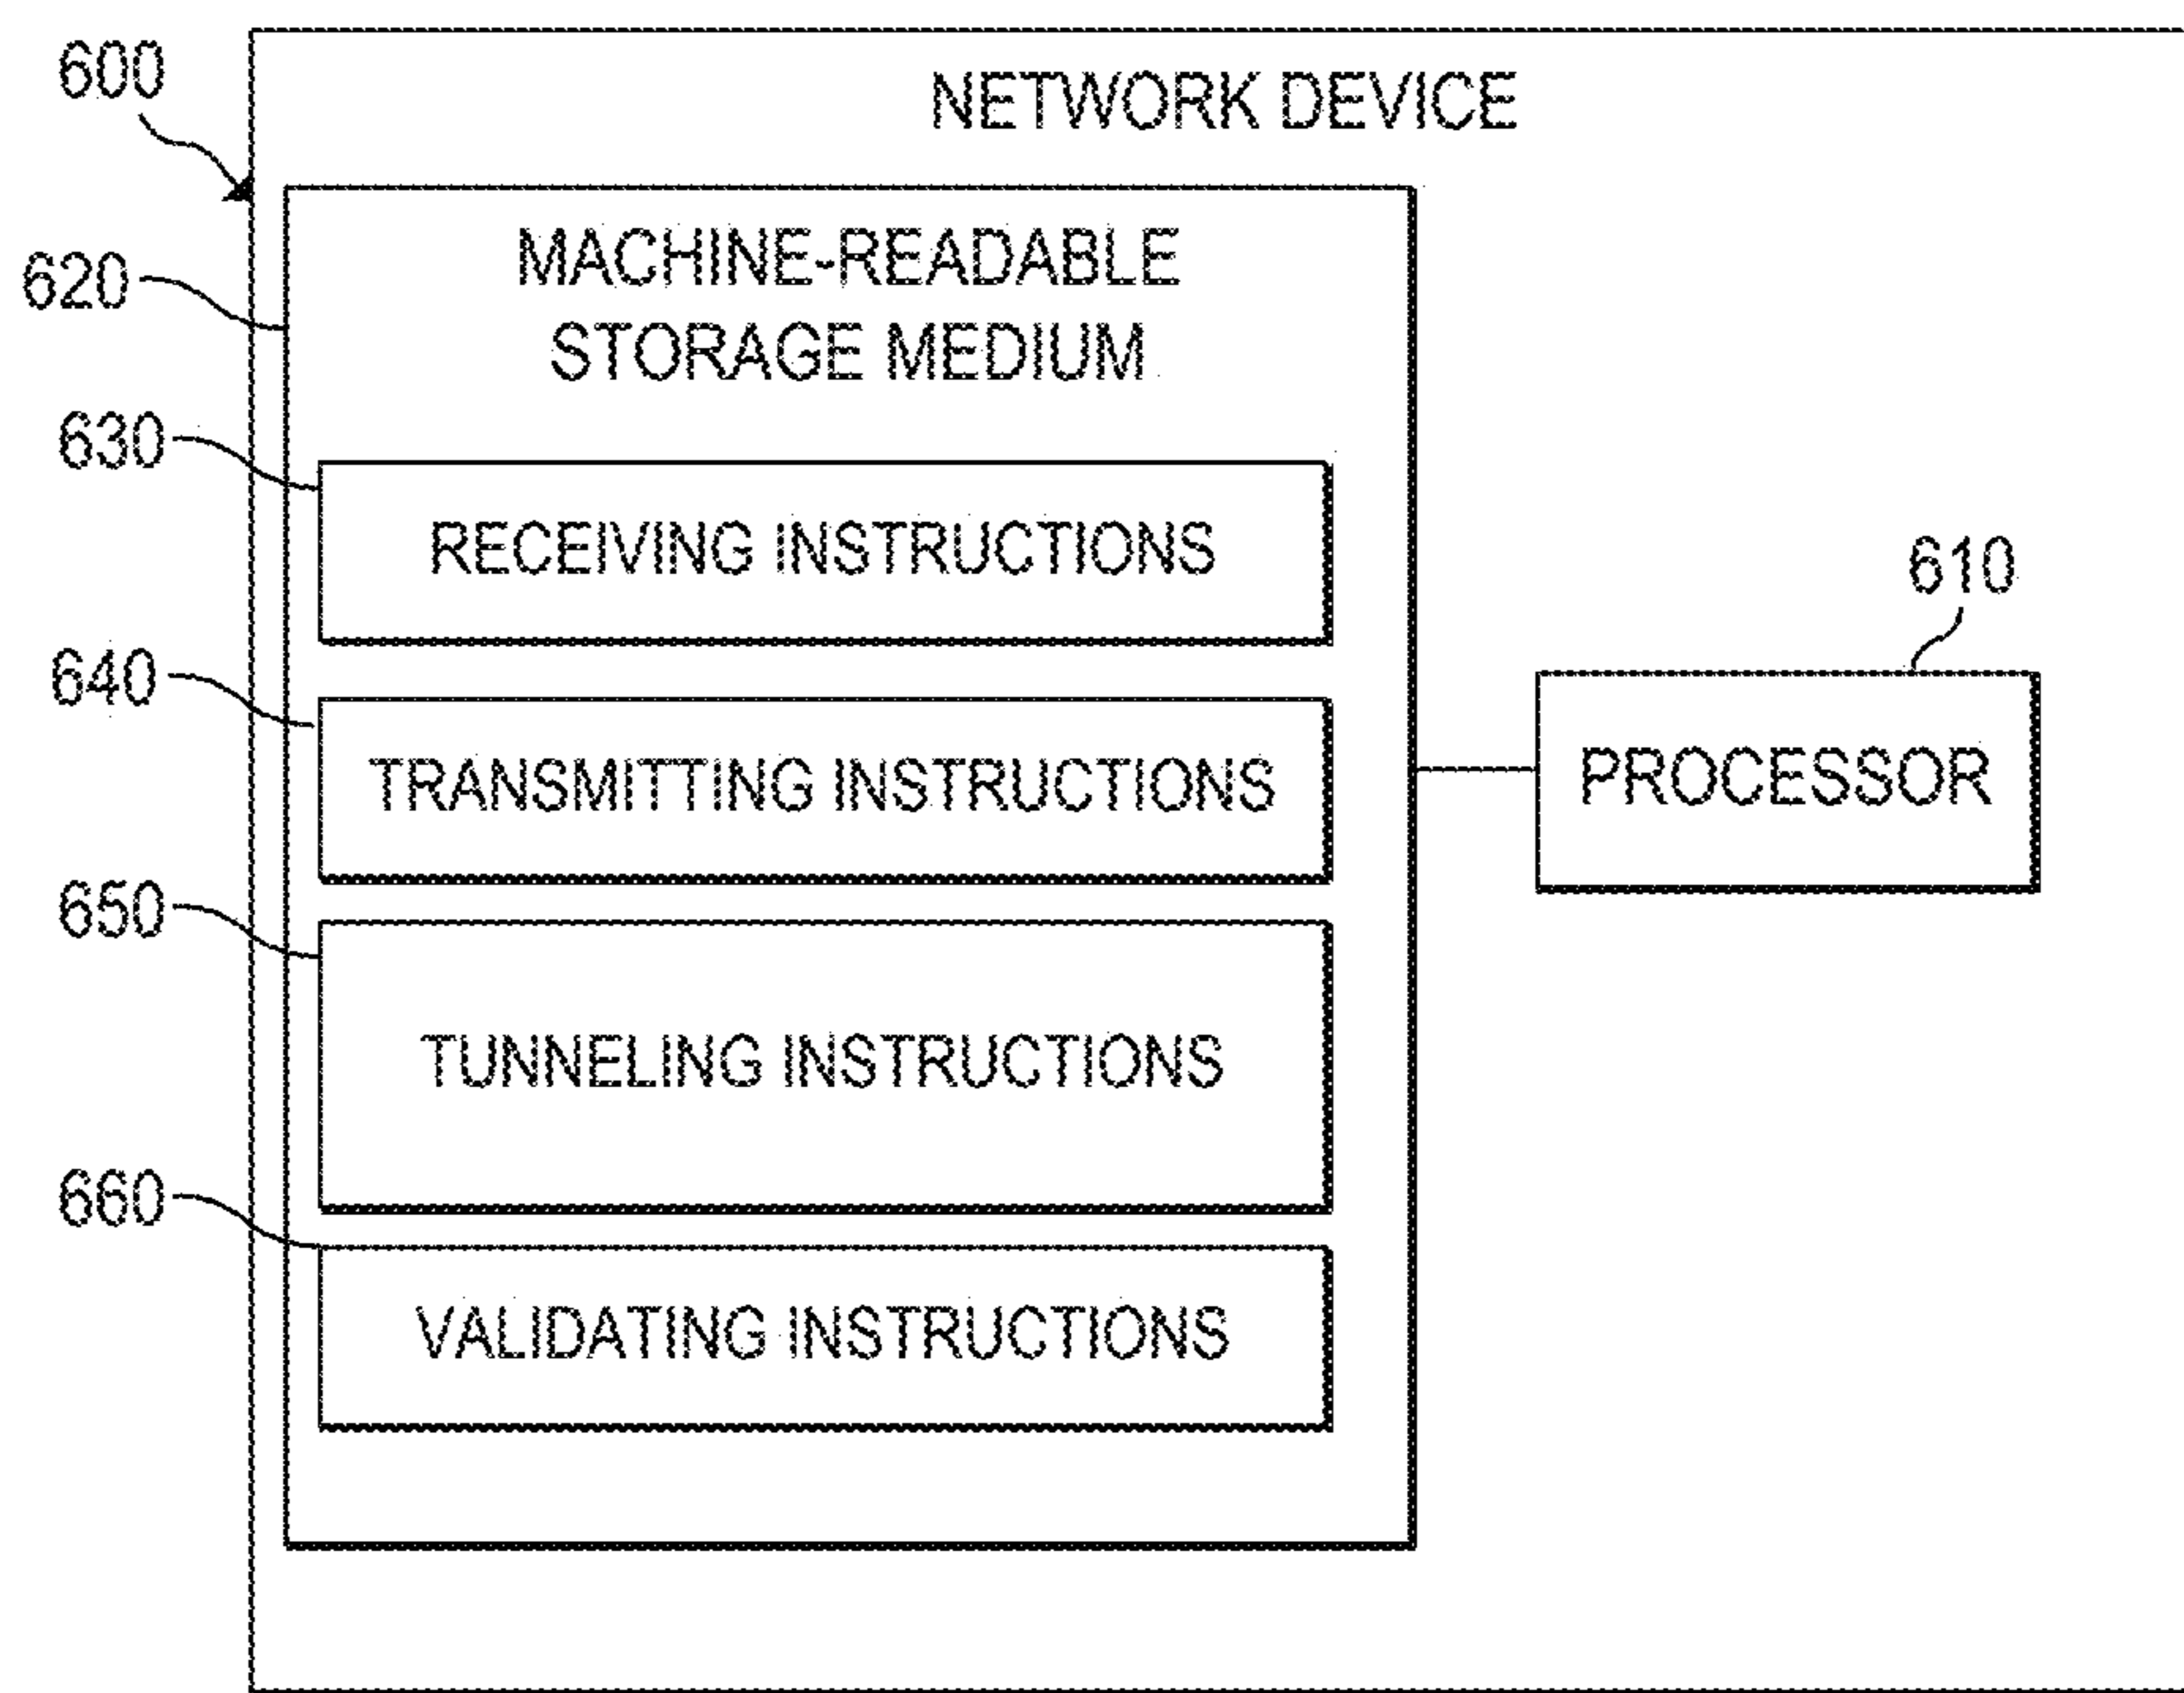 600
NETWORK DEVICE
620
MACHINE-READABLE
STORAGE MEDIUM
630
RECEIVING INSTRUCTIONS
610
640
TRANSMITTING INSTRUCTIONS
PROCESSOR
650
TUNNELING INSTRUCTIONS
660
VALIDATING INSTRUCTIONS